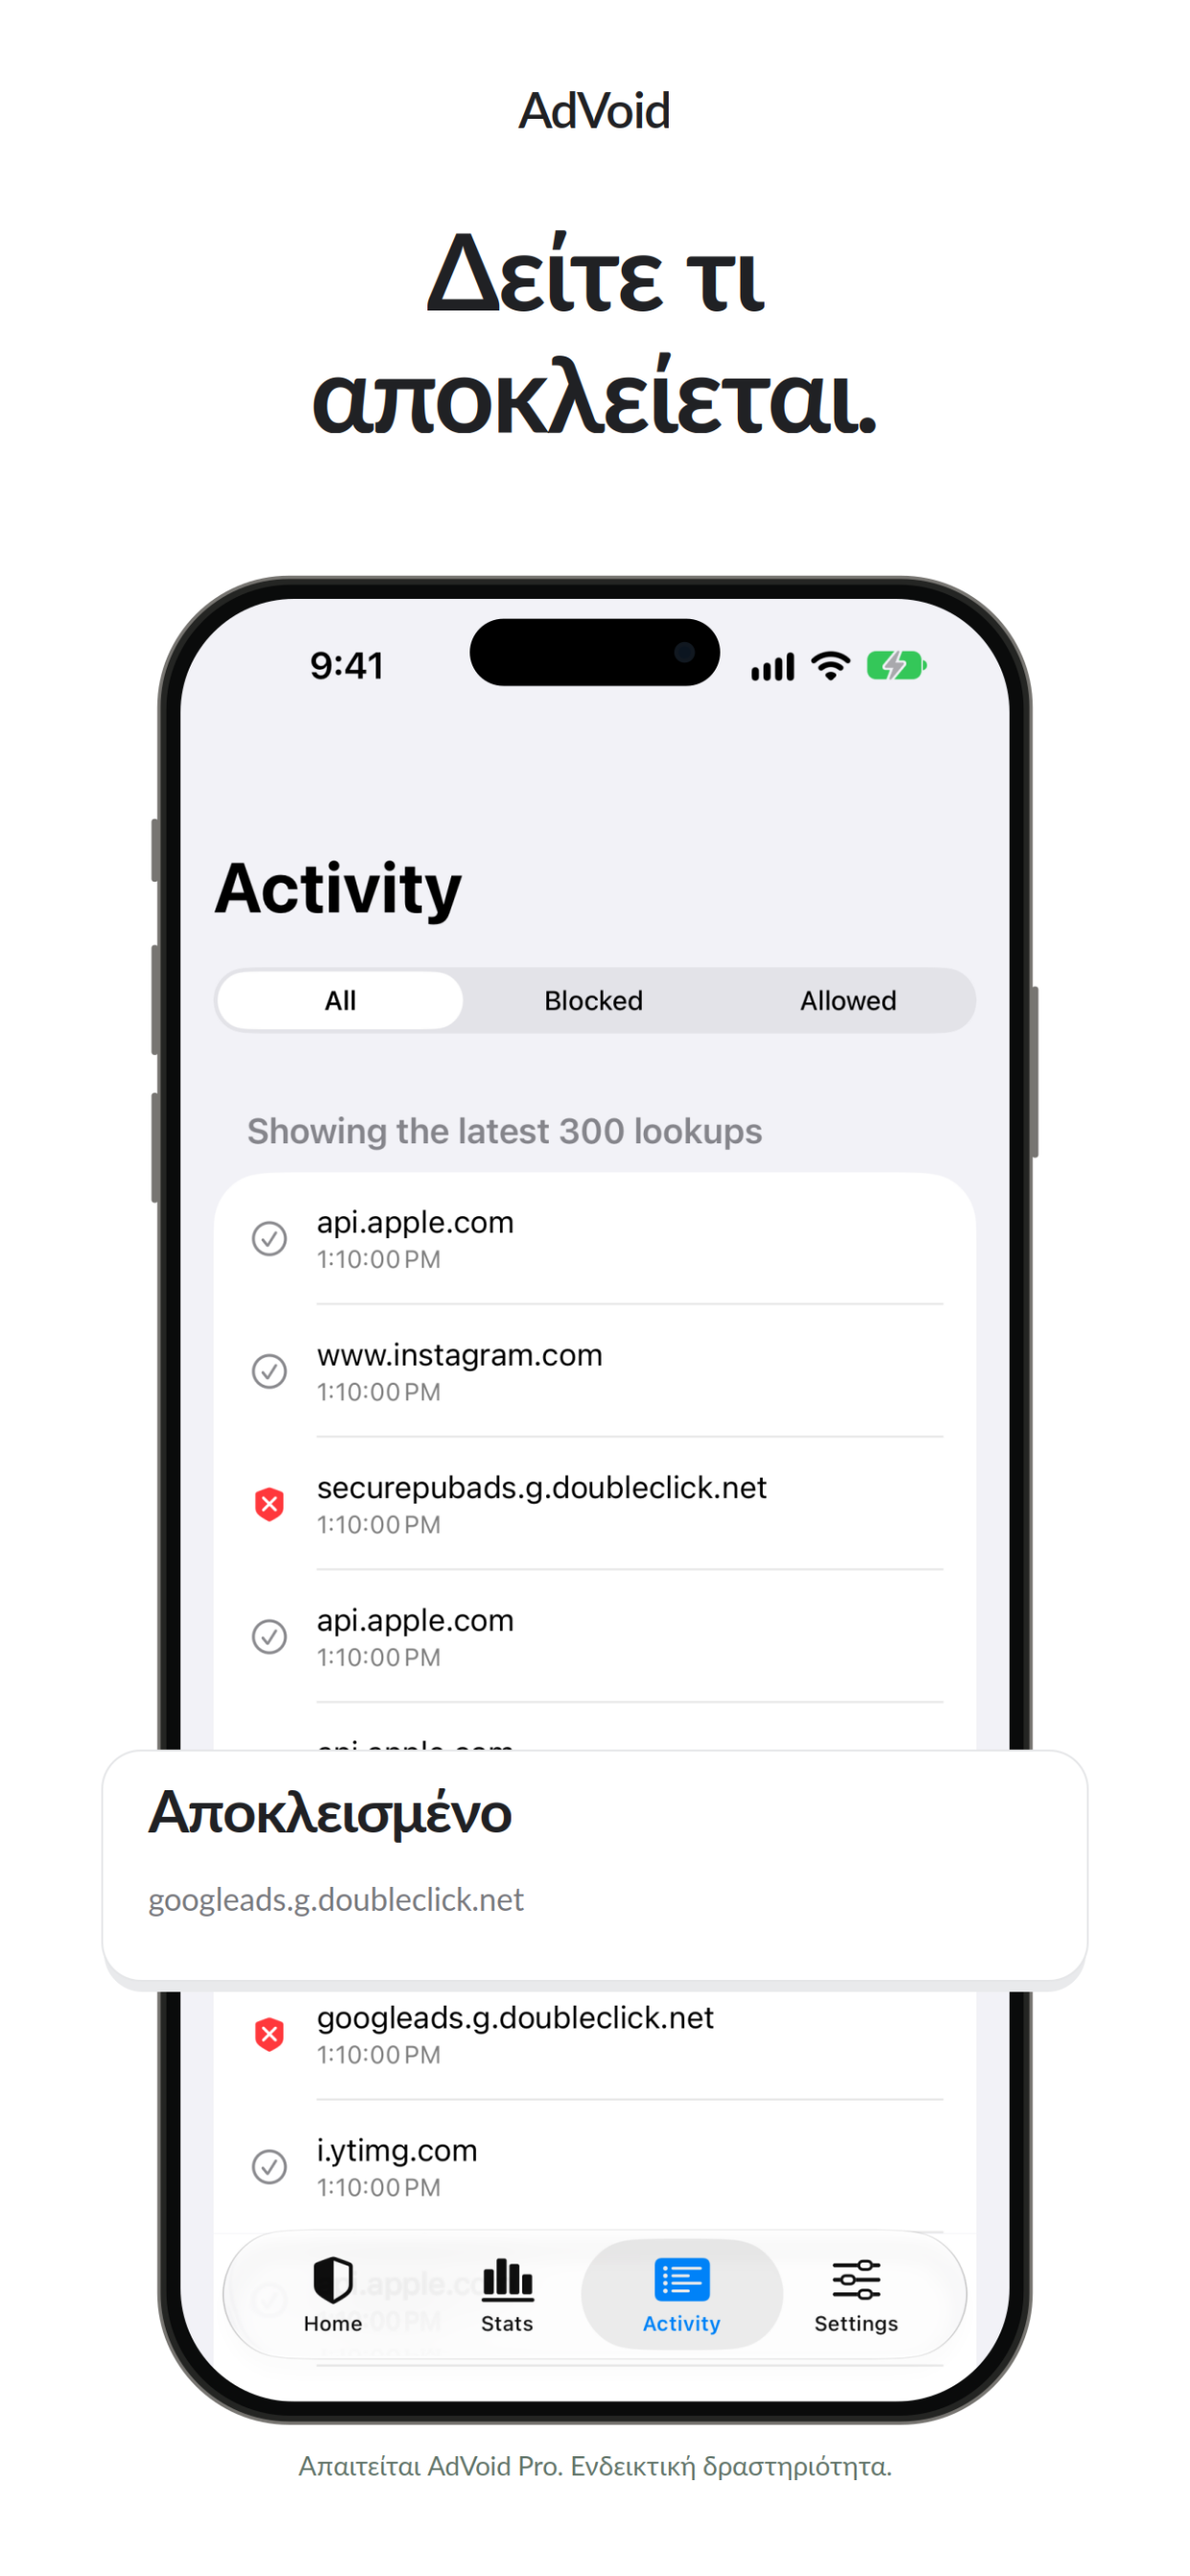 AdVoid
Δείτε τι
αποκλείεται.
9:41
Activity
All Blocked Allowed
Showing the latest 300 lookups
api.apple.com
1:10:00 PM
www.instagram.com
1:10:00 PM
securepubads.g.doubleclick.net
1:10:00 PM
api.apple.com
1:10:00 PM
api.apple.com
Αποκλεισμένο
googleads.g.doubleclick.net
googleads.g.doubleclick.net
1:10:00 PM
i.ytimg.com
1:10:00 PM
Home Stats Activity Settings
Απαιτείται AdVoid Pro. Ενδεικτική δραστηριότητα.